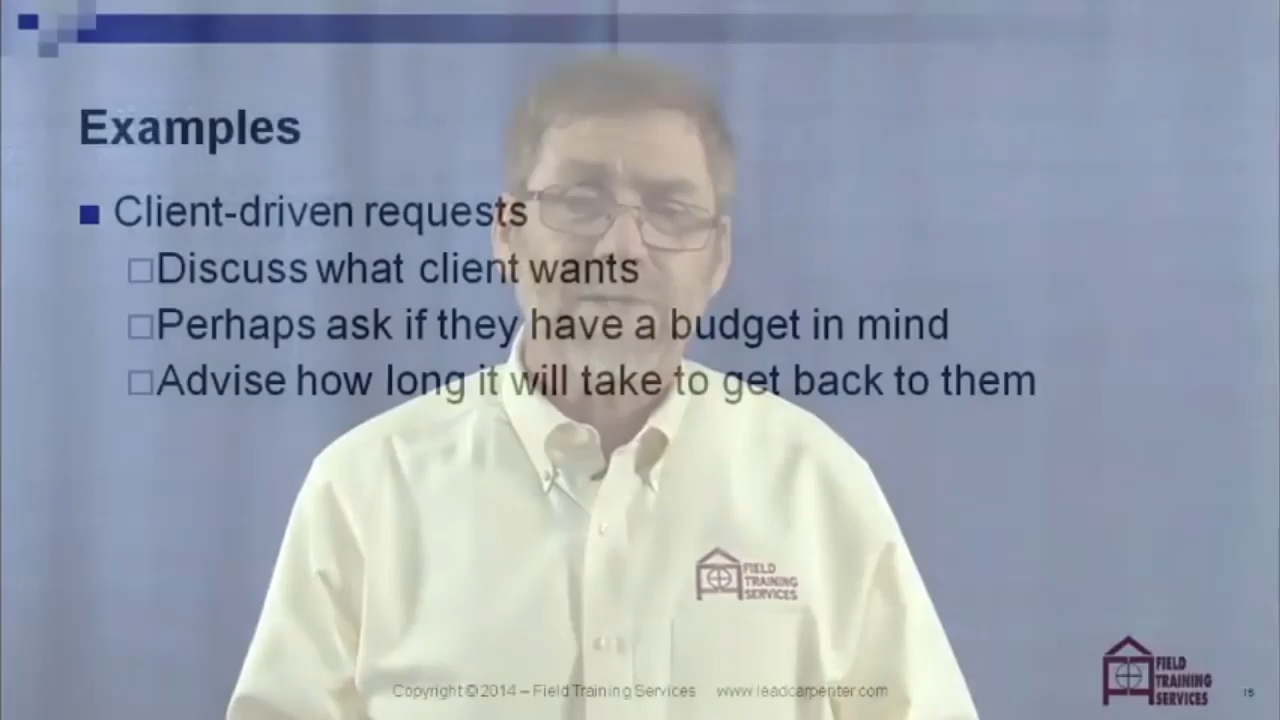 Examples
Client-driven requests
Discuss what client wants
Perhaps ask if they have a budget in mind
Advise how long it will take to get back to them
FIELD
TRAINING
SERVICES
Copyright © 2014 – Field Training Services www.leadcarpenter.com
FIELD
TRAINING
SERVICES
15